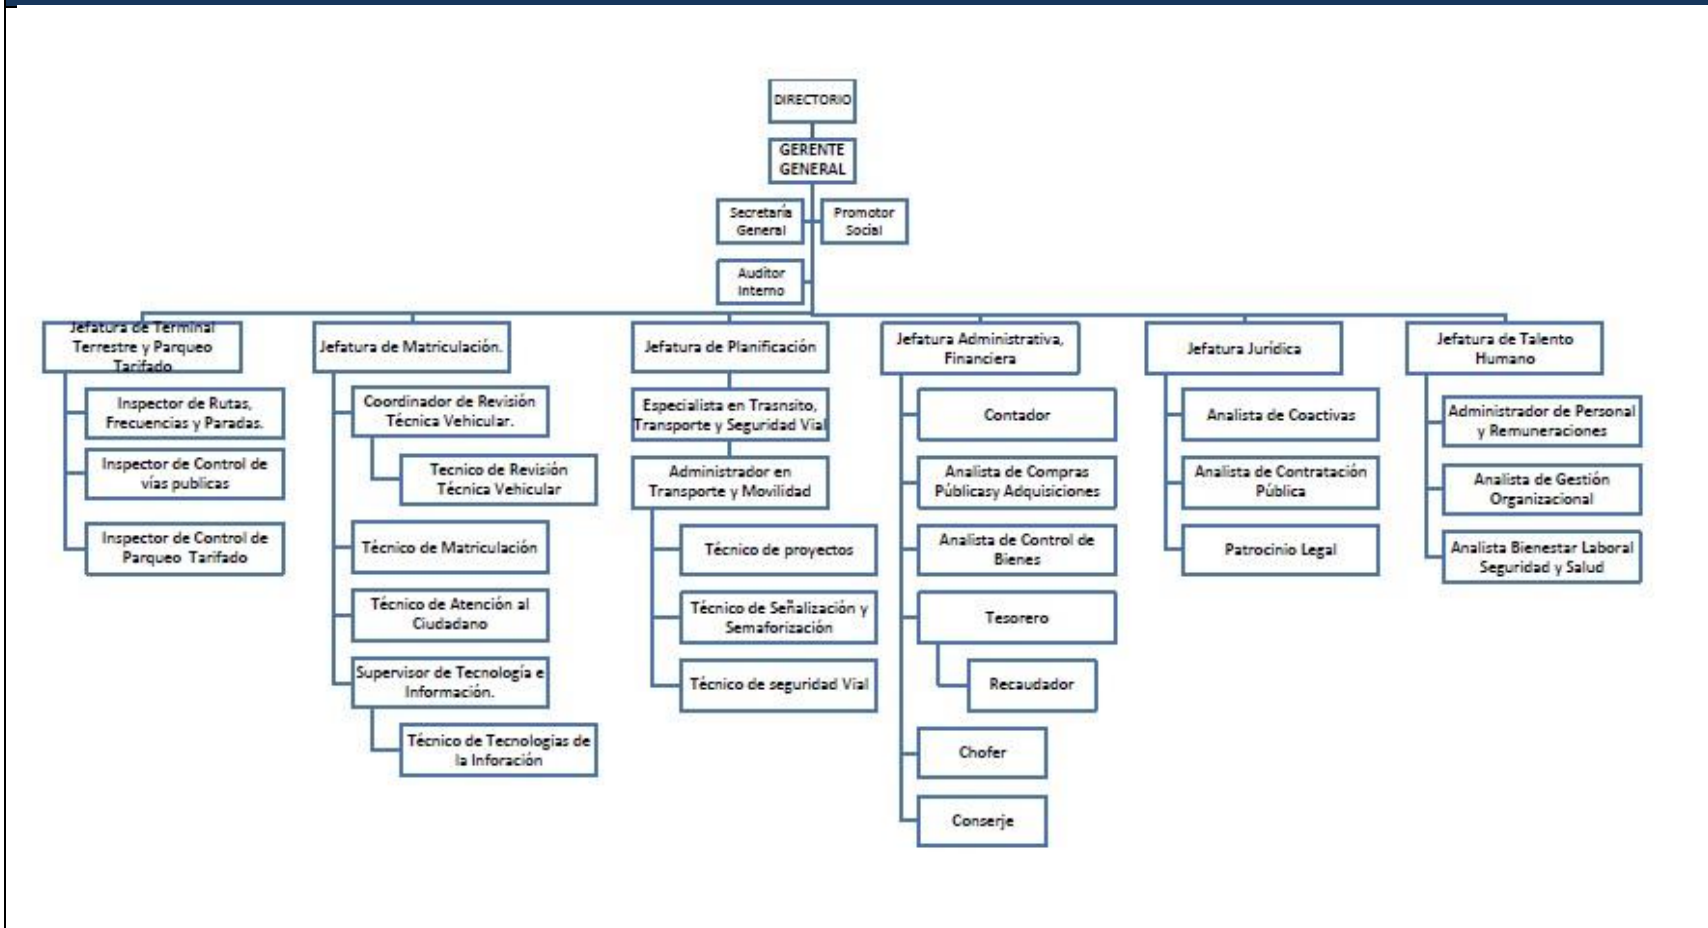 DIRECTORIO
GERENTE
GENERAL
Secretaría
General
Promotor
Social
Auditor
Interno
Jefatura de Terminal
Terrestre y Parqueo
Tarifado
Inspector de Rutas,
Frecuencias y Paradas.
Inspector de Control de
vías publicas
Inspector de Control de
Parqueo Tarifado
Jefatura de Matriculación.
Coordinador de Revisión
Técnica Vehicular.
Tecnico de Revisión
Técnica Vehicular
Técnico de Matriculación
Técnico de Atención al
Ciudadano
Supervisor de Tecnología e
Información.
Técnico de Tecnologias de
la Inforación
Jefatura de Planificación
Especialista en Trasnsito,
Transporte y Seguridad Vial
Administrador en
Transporte y Movilidad
Técnico de proyectos
Técnico de Señalización y
Semaforización
Técnico de seguridad Vial
Jefatura Administrativa,
Financiera
Contador
Analista de Compras
Públicasy Adquisiciones
Analista de Control de
Bienes
Tesorero
Recaudador
Chofer
Conserje
Jefatura Jurídica
Analista de Coactivas
Analista de Contratación
Pública
Patrocinio Legal
Jefatura de Talento
Humano
Administrador de Personal
y Remuneraciones
Analista de Gestión
Organizacional
Analista Bienestar Laboral
Seguridad y Salud